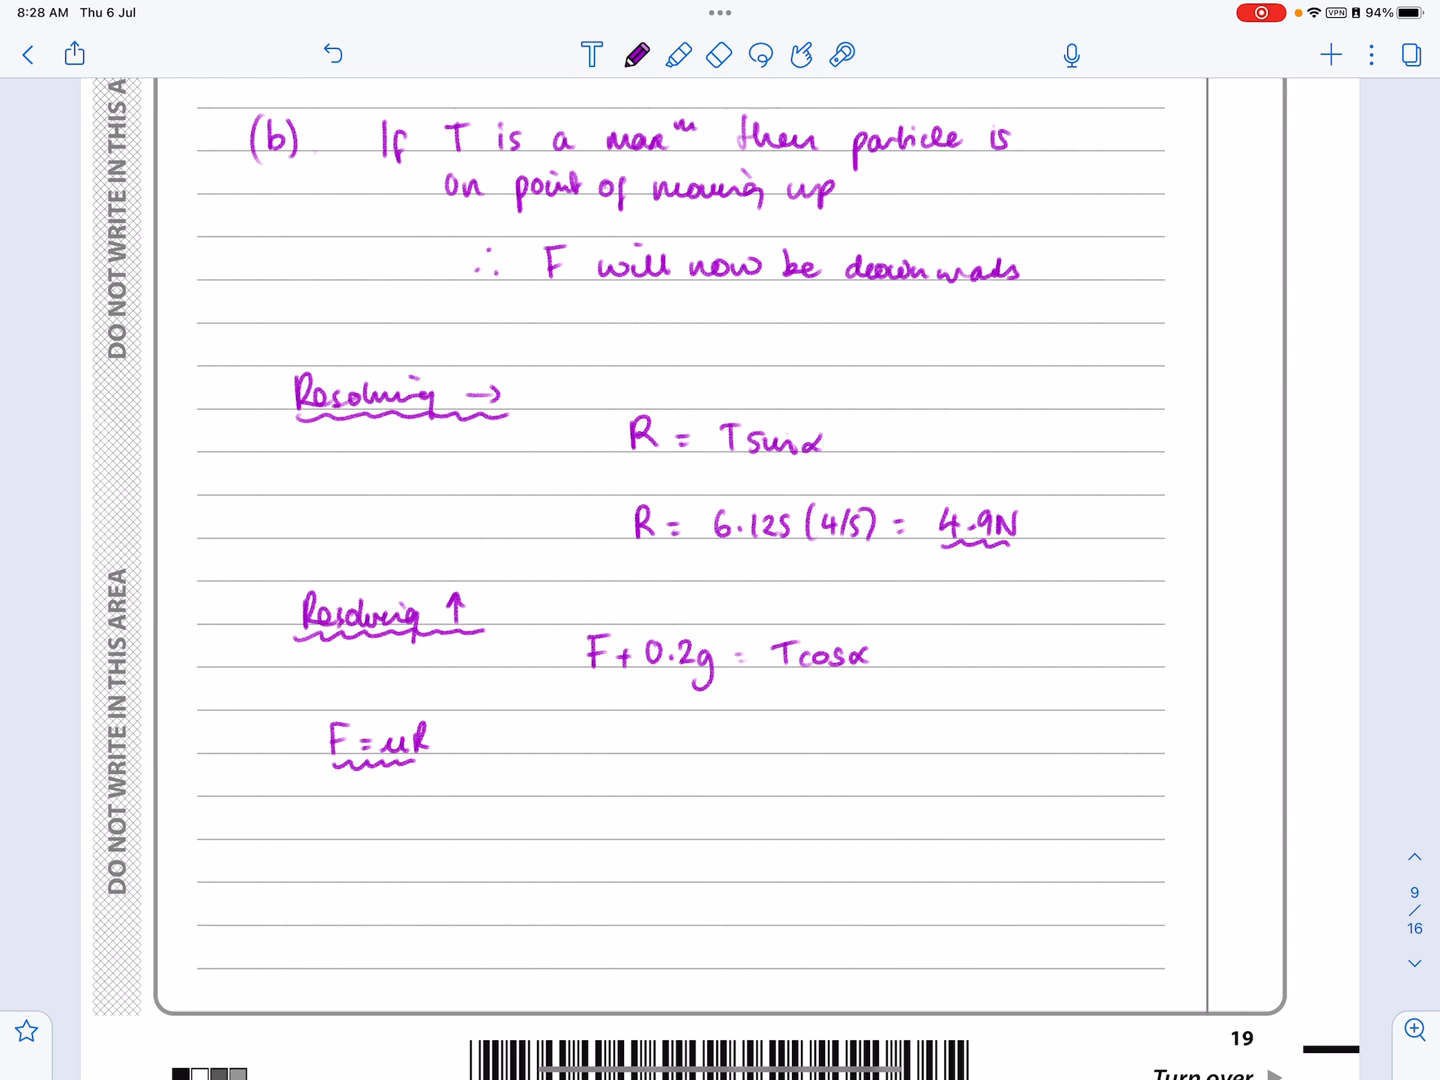 8:28 AM Thu 6 Jul
VPN 94%
DO NOT WRITE IN THIS A
(b) If T is a maxᵐ then particle is
on point of moving up
∴ F will now be downwads
Resolving →
R = Tsinα
R = 6.125 (4/5) = 4.9N
Resolving ↑
F + 0.2g = Tcosα
F = μR
DO NOT WRITE IN THIS AREA
9
/
16
19
Turn over